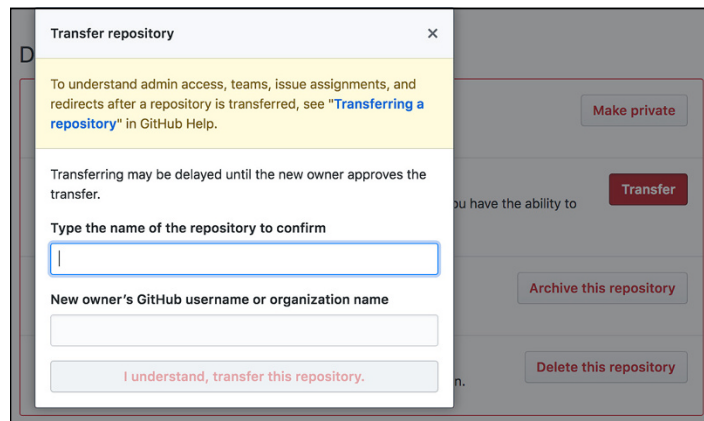 Transfer repository
D
To understand admin access, teams, issue assignments, and
redirects after a repository is transferred, see "Transferring a
repository" in GitHub Help.
Make private
Transferring may be delayed until the new owner approves the
transfer.
Transfer
ou have the ability to
Type the name of the repository to confirm
New owner's GitHub username or organization name
Archive this repository
I understand, transfer this repository.
Delete this repository
n.